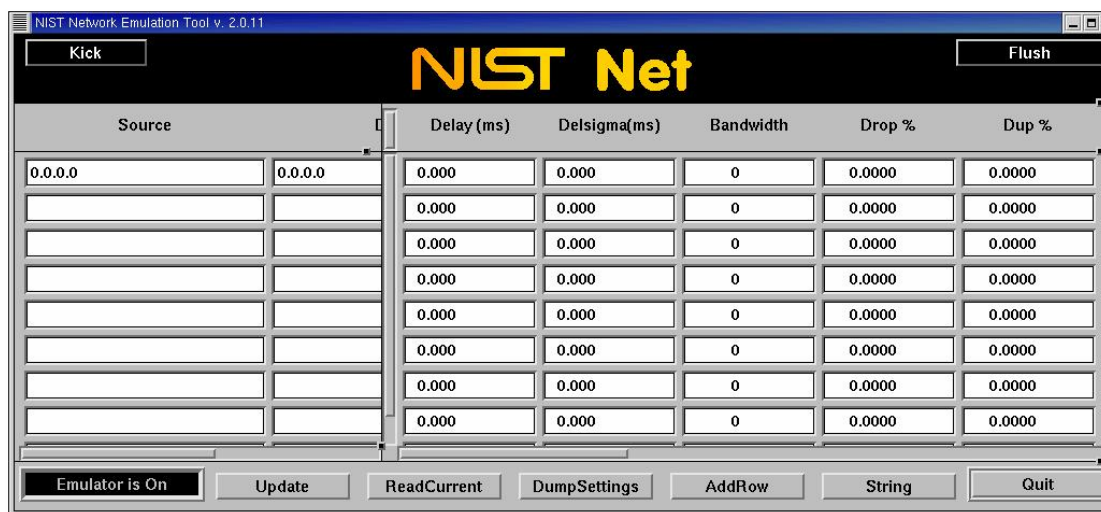 NIST Network Emulation Tool v. 2.0.11
Kick NIST Net Flush
Source D Delay (ms) Delsigma(ms) Bandwidth Drop % Dup %
0.0.0.0 0.0.0.0 0.000 0.000 0 0.0000 0.0000
0.000 0.000 0 0.0000 0.0000
0.000 0.000 0 0.0000 0.0000
0.000 0.000 0 0.0000 0.0000
0.000 0.000 0 0.0000 0.0000
0.000 0.000 0 0.0000 0.0000
0.000 0.000 0 0.0000 0.0000
0.000 0.000 0 0.0000 0.0000
Emulator is On Update ReadCurrent DumpSettings AddRow String Quit